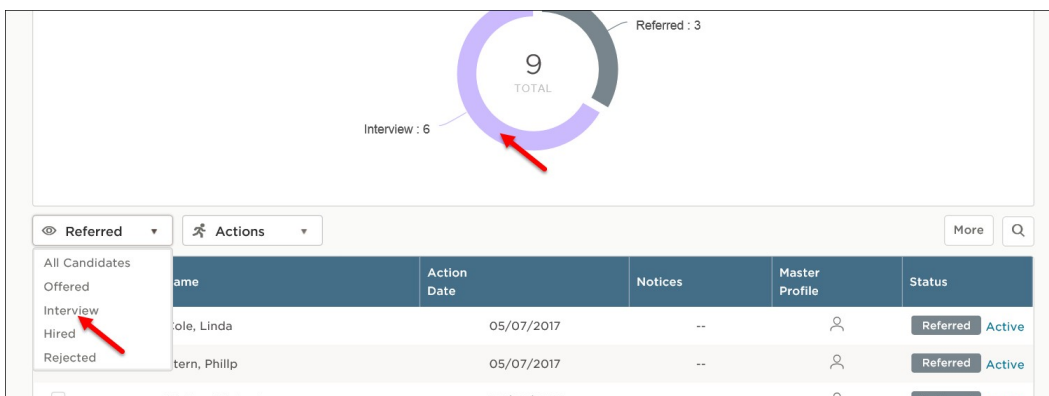 Referred : 3
9
TOTAL
Interview : 6
Referred
Actions
More
All Candidates
Offered
Interview
Hired
Rejected
ame Action Date Notices Master Profile Status
ole, Linda 05/07/2017 -- Referred Active
tern, Phillp 05/07/2017 -- Referred Active